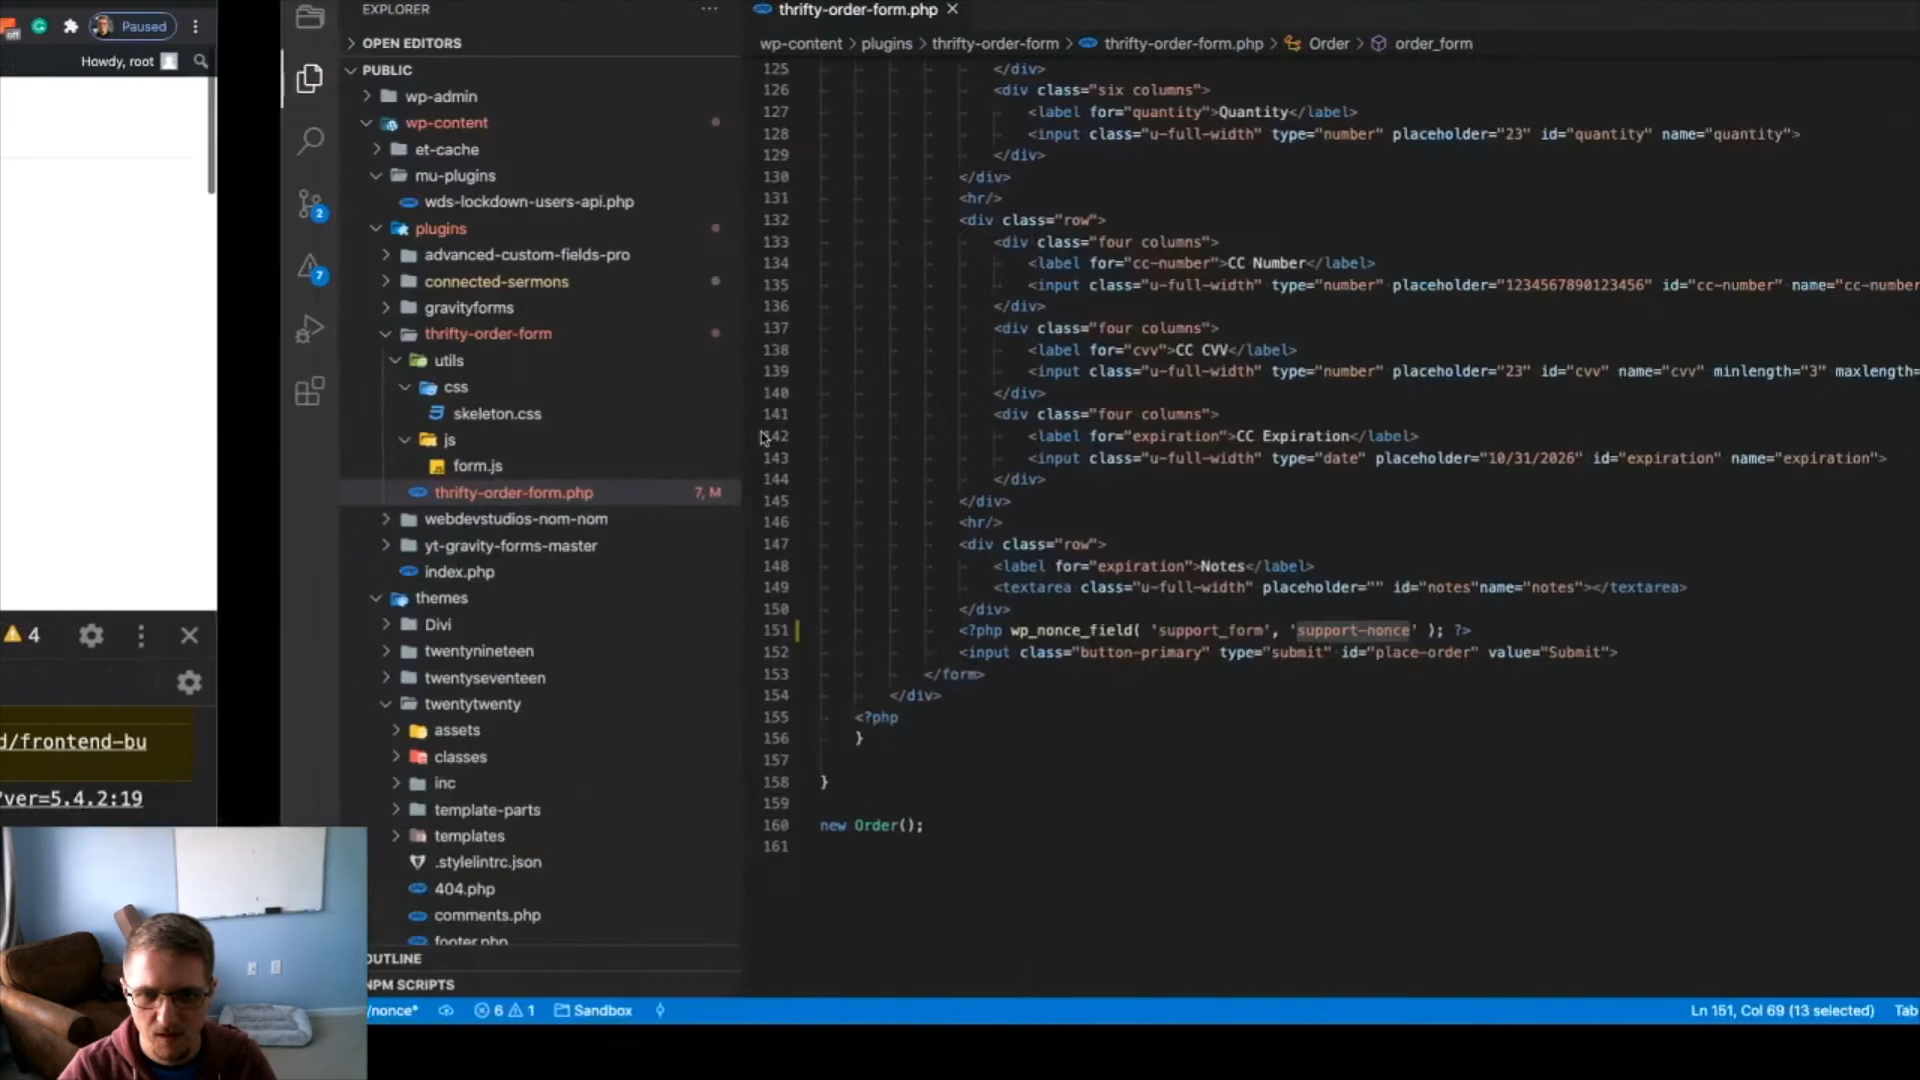 off
Paused
Howdy, root
4
d/frontend-bu
?ver=5.4.2:19
EXPLORER
OPEN EDITORS
PUBLIC
wp-admin
wp-content
et-cache
mu-plugins
wds-lockdown-users-api.php
plugins
advanced-custom-fields-pro
connected-sermons
gravityforms
thrifty-order-form
utils
css
skeleton.css
js
form.js
thrifty-order-form.php 7, M
webdevstudios-nom-nom
yt-gravity-forms-master
index.php
themes
Divi
twentynineteen
twentyseventeen
twentytwenty
assets
classes
inc
template-parts
templates
.stylelintrc.json
404.php
comments.php
footer.php
OUTLINE
NPM SCRIPTS
2
7
thrifty-order-form.php
wp-content > plugins > thrifty-order-form > thrifty-order-form.php > Order > order_form
125 </div>
126 <div class="six columns">
127 <label for="quantity">Quantity</label>
128 <input class="u-full-width" type="number" placeholder="23" id="quantity" name="quantity">
129 </div>
130 </div>
131 <hr/>
132 <div class="row">
133 <div class="four columns">
134 <label for="cc-number">CC Number</label>
135 <input class="u-full-width" type="number" placeholder="1234567890123456" id="cc-number" name="cc-number
136 </div>
137 <div class="four columns">
138 <label for="cvv">CC CVV</label>
139 <input class="u-full-width" type="number" placeholder="23" id="cvv" name="cvv" minlength="3" maxlength=
140 </div>
141 <div class="four columns">
142 <label for="expiration">CC Expiration</label>
143 <input class="u-full-width" type="date" placeholder="10/31/2026" id="expiration" name="expiration">
144 </div>
145 </div>
146 <hr/>
147 <div class="row">
148 <label for="expiration">Notes</label>
149 <textarea class="u-full-width" placeholder="" id="notes"name="notes"></textarea>
150 </div>
151 <?php wp_nonce_field( 'support_form', 'support-nonce' ); ?>
152 <input class="button-primary" type="submit" id="place-order" value="Submit">
153 </form>
154 </div>
155 <?php
156 }
157
158 }
159
160 new Order();
161
/nonce* 6 1 Sandbox Ln 151, Col 69 (13 selected) Tab